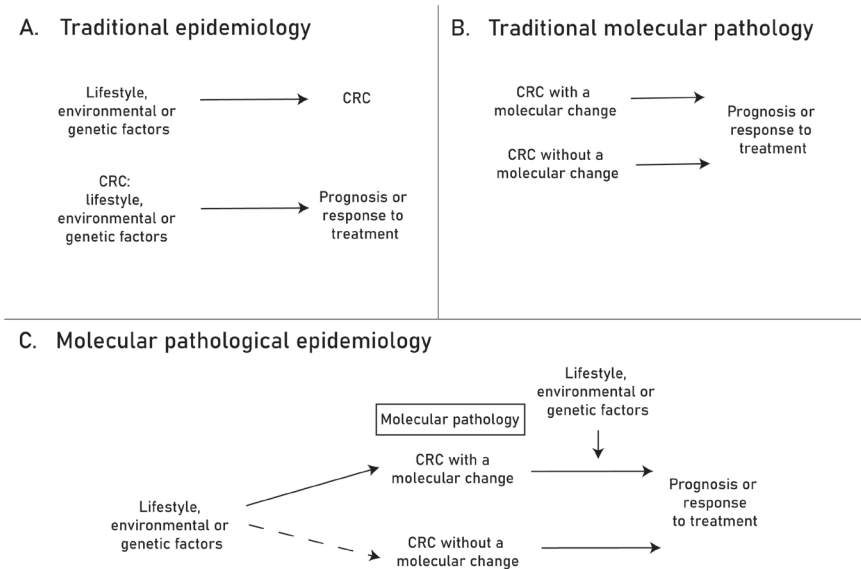 A. Traditional epidemiology
Lifestyle,
environmental or
genetic factors
CRC
CRC:
lifestyle,
environmental or
genetic factors
Prognosis or
response to
treatment
B. Traditional molecular pathology
CRC with a
molecular change
CRC without a
molecular change
Prognosis or
response to
treatment
C. Molecular pathological epidemiology
Lifestyle,
environmental or
genetic factors
Molecular pathology
CRC with a
molecular change
Lifestyle,
environmental or
genetic factors
CRC without a
molecular change
Prognosis or
response
to treatment